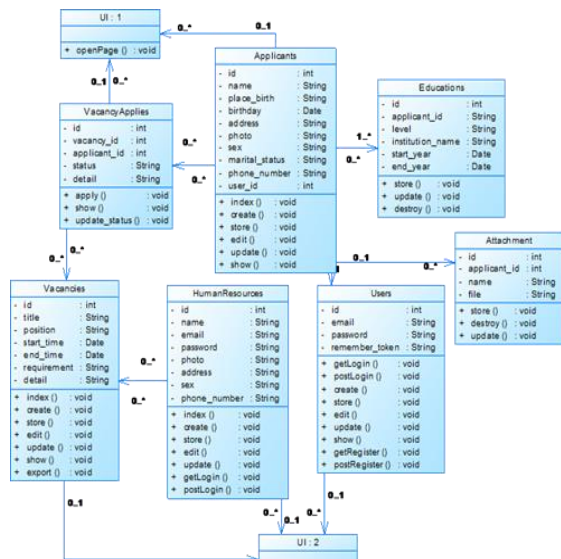 UI : 1
+ openPage () : void
0..*
0..1
0..1
0..*
Applicants
- id : int
- name : String
- place_birth : String
- birthday : Date
- address : String
- photo : String
- sex : String
- marital_status : String
- phone_number : String
- user_id : int
+ index () : void
+ create () : void
+ store () : void
+ edit () : void
+ update () : void
+ show () : void
Educations
- id : int
- applicant_id : String
- level : String
- institution_name : String
- start_year : Date
- end_year : Date
+ store () : void
+ update () : void
+ destroy () : void
1..*
0..*
VacancyApplies
- id : int
- vacancy_id : int
- applicant_id : int
- status : String
- detail : String
+ apply () : void
+ show () : void
+ update_status () : void
0..*
0..*
0..*
0..*
Attachment
- id : int
- applicant_id : int
- name : String
- file : String
+ store () : void
+ destroy () : void
+ update () : void
0..1
0..*
Vacancies
- id : int
- title : String
- position : String
- start_time : Date
- end_time : Date
- requirement : String
- detail : String
+ index () : void
+ create () : void
+ store () : void
+ edit () : void
+ update () : void
+ show () : void
+ export () : void
0..*
0..*
HumanResources
- id : int
- name : String
- email : String
- password : String
- photo : String
- address : String
- sex : String
- phone_number : String
+ index () : void
+ create () : void
+ store () : void
+ edit () : void
+ update () : void
+ getLogin () : void
+ postLogin () : void
Users
- id : int
- email : String
- password : String
- remember_token : String
+ getLogin () : void
+ postLogin () : void
+ create () : void
+ store () : void
+ edit () : void
+ update () : void
+ show () : void
+ getRegister () : void
+ postRegister () : void
0..1
0..*
0..1
0..*
0..1
UI : 2